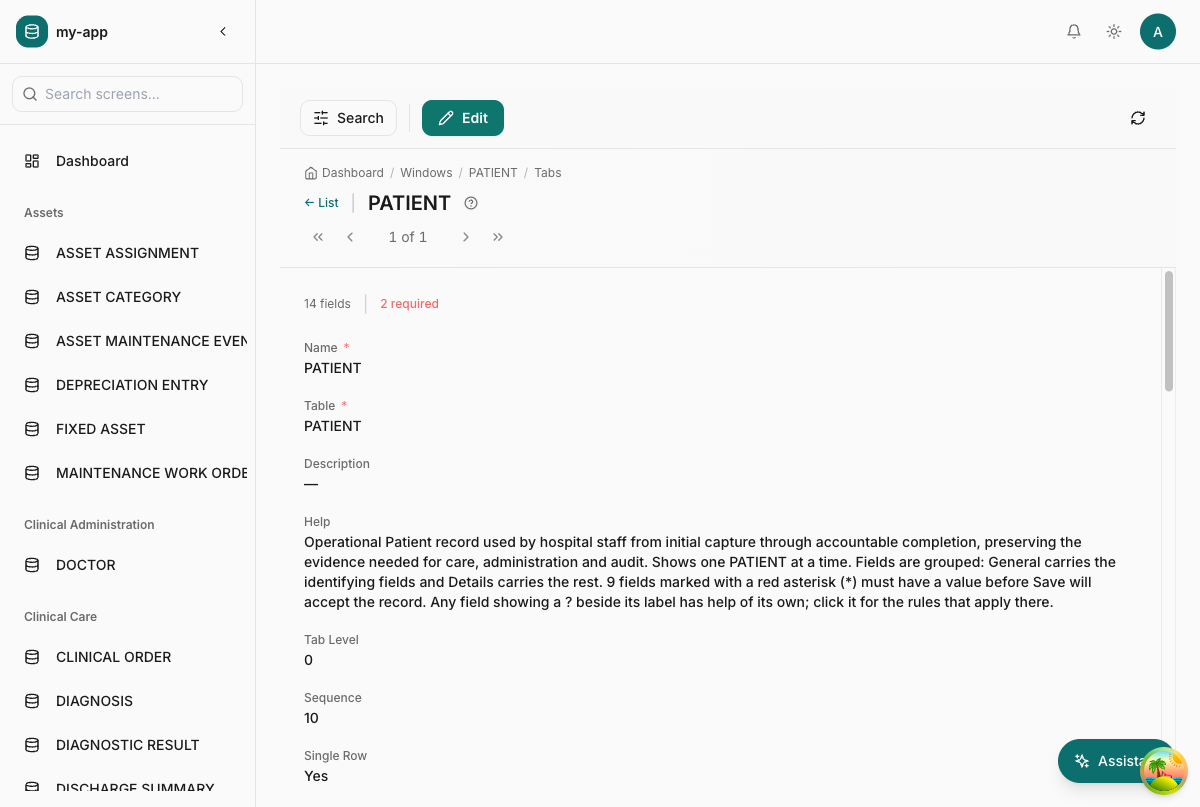 my-app
A
Search screens...
Search
Edit
Dashboard
Dashboard / Windows / PATIENT / Tabs
← List
PATIENT
« ‹ 1 of 1 › »
Assets
ASSET ASSIGNMENT
ASSET CATEGORY
ASSET MAINTENANCE EVEN
DEPRECIATION ENTRY
FIXED ASSET
MAINTENANCE WORK ORDE
Clinical Administration
DOCTOR
Clinical Care
CLINICAL ORDER
DIAGNOSIS
DIAGNOSTIC RESULT
DISCHARGE SUMMARY
14 fields
2 required
Name *
PATIENT
Table *
PATIENT
Description
—
Help
Operational Patient record used by hospital staff from initial capture through accountable completion, preserving the
evidence needed for care, administration and audit. Shows one PATIENT at a time. Fields are grouped: General carries the
identifying fields and Details carries the rest. 9 fields marked with a red asterisk (*) must have a value before Save will
accept the record. Any field showing a ? beside its label has help of its own; click it for the rules that apply there.
Tab Level
0
Sequence
10
Single Row
Yes
Assista